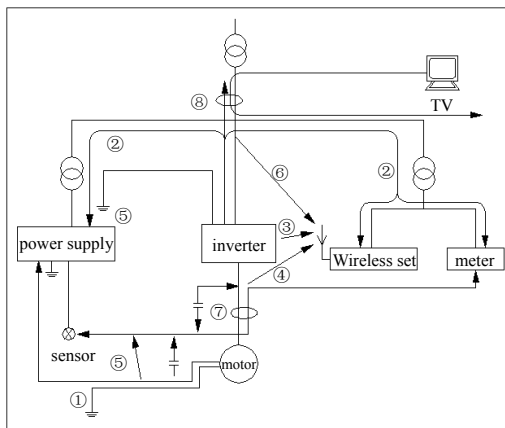 TV
⑧
②
⑥
②
⑤
③
power supply
inverter
Wireless set
meter
④
⑦
sensor
⑤
motor
①